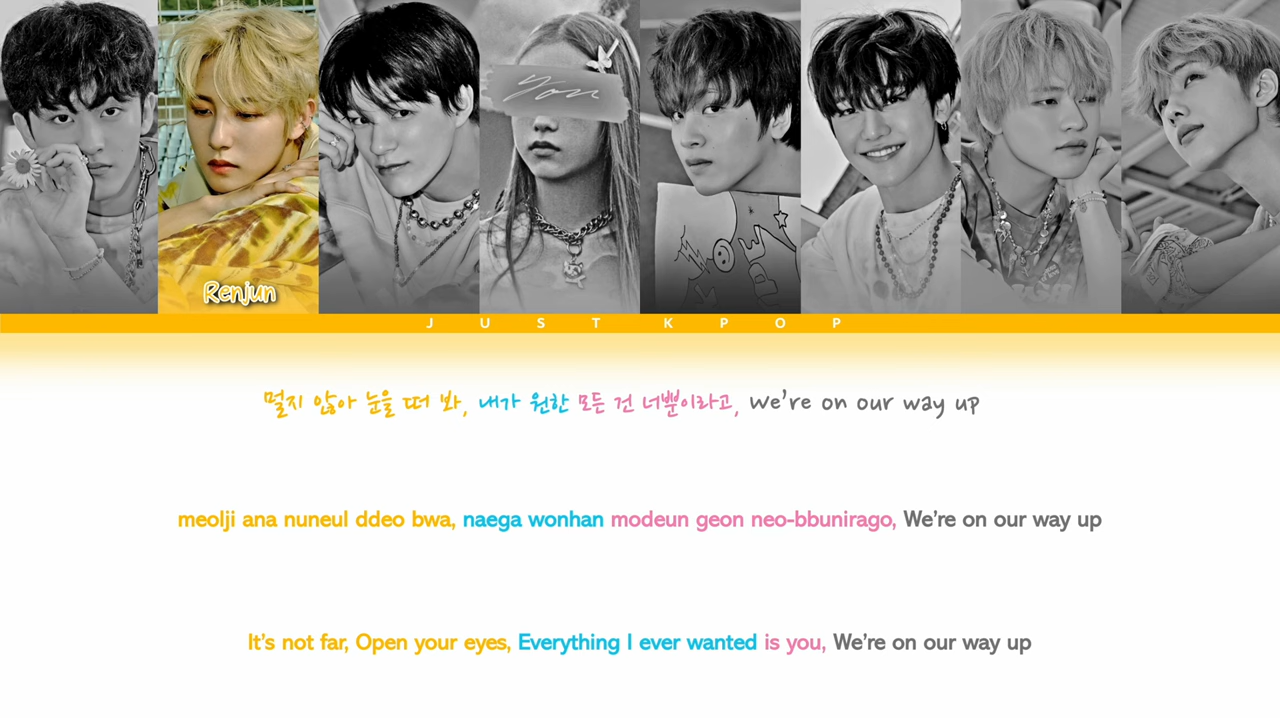 You
Renjun
JUST KPOP
멀지 않아 눈을 떠 봐, 내가 원한 모든 건 너뿐이라고, We're on our way up
meolji ana nuneul ddeo bwa, naega wonhan modeun geon neo-bbunirago, We're on our way up
It's not far, Open your eyes, Everything I ever wanted is you, We're on our way up